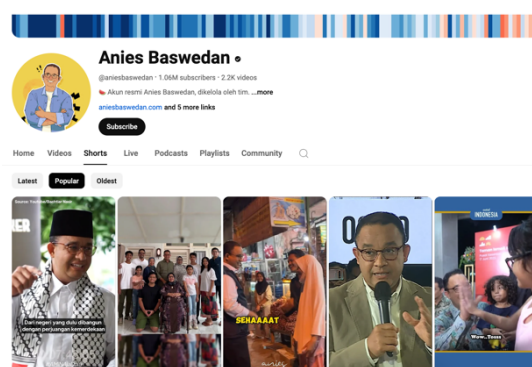 Anies Baswedan
@aniesbaswedan · 1.06M subscribers · 2.2K videos
Akun resmi Anies Baswedan, dikelola oleh tim. ...more
aniesbaswedan.com and 5 more links
Subscribe
Home Videos Shorts Live Podcasts Playlists Community
Latest Popular Oldest
Dari negeri yang dulu dibangun
dengan perjuangan kemerdekaan
SEHAAAAT
anies
INDONESIA
Wow..Tosss